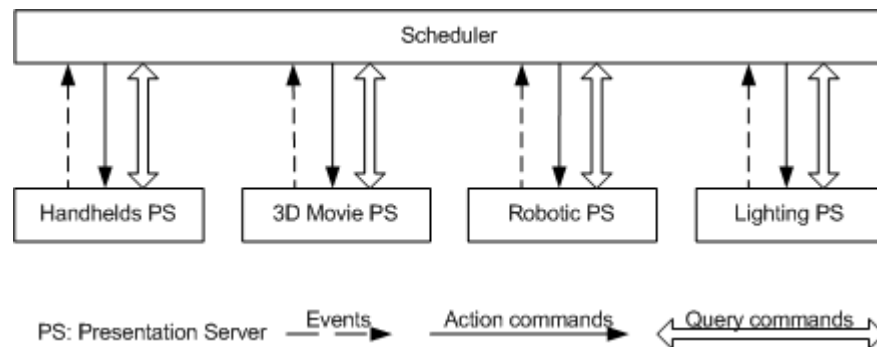 Scheduler
Handhelds PS
3D Movie PS
Robotic PS
Lighting PS
PS: Presentation Server
Events
Action commands
Query commands